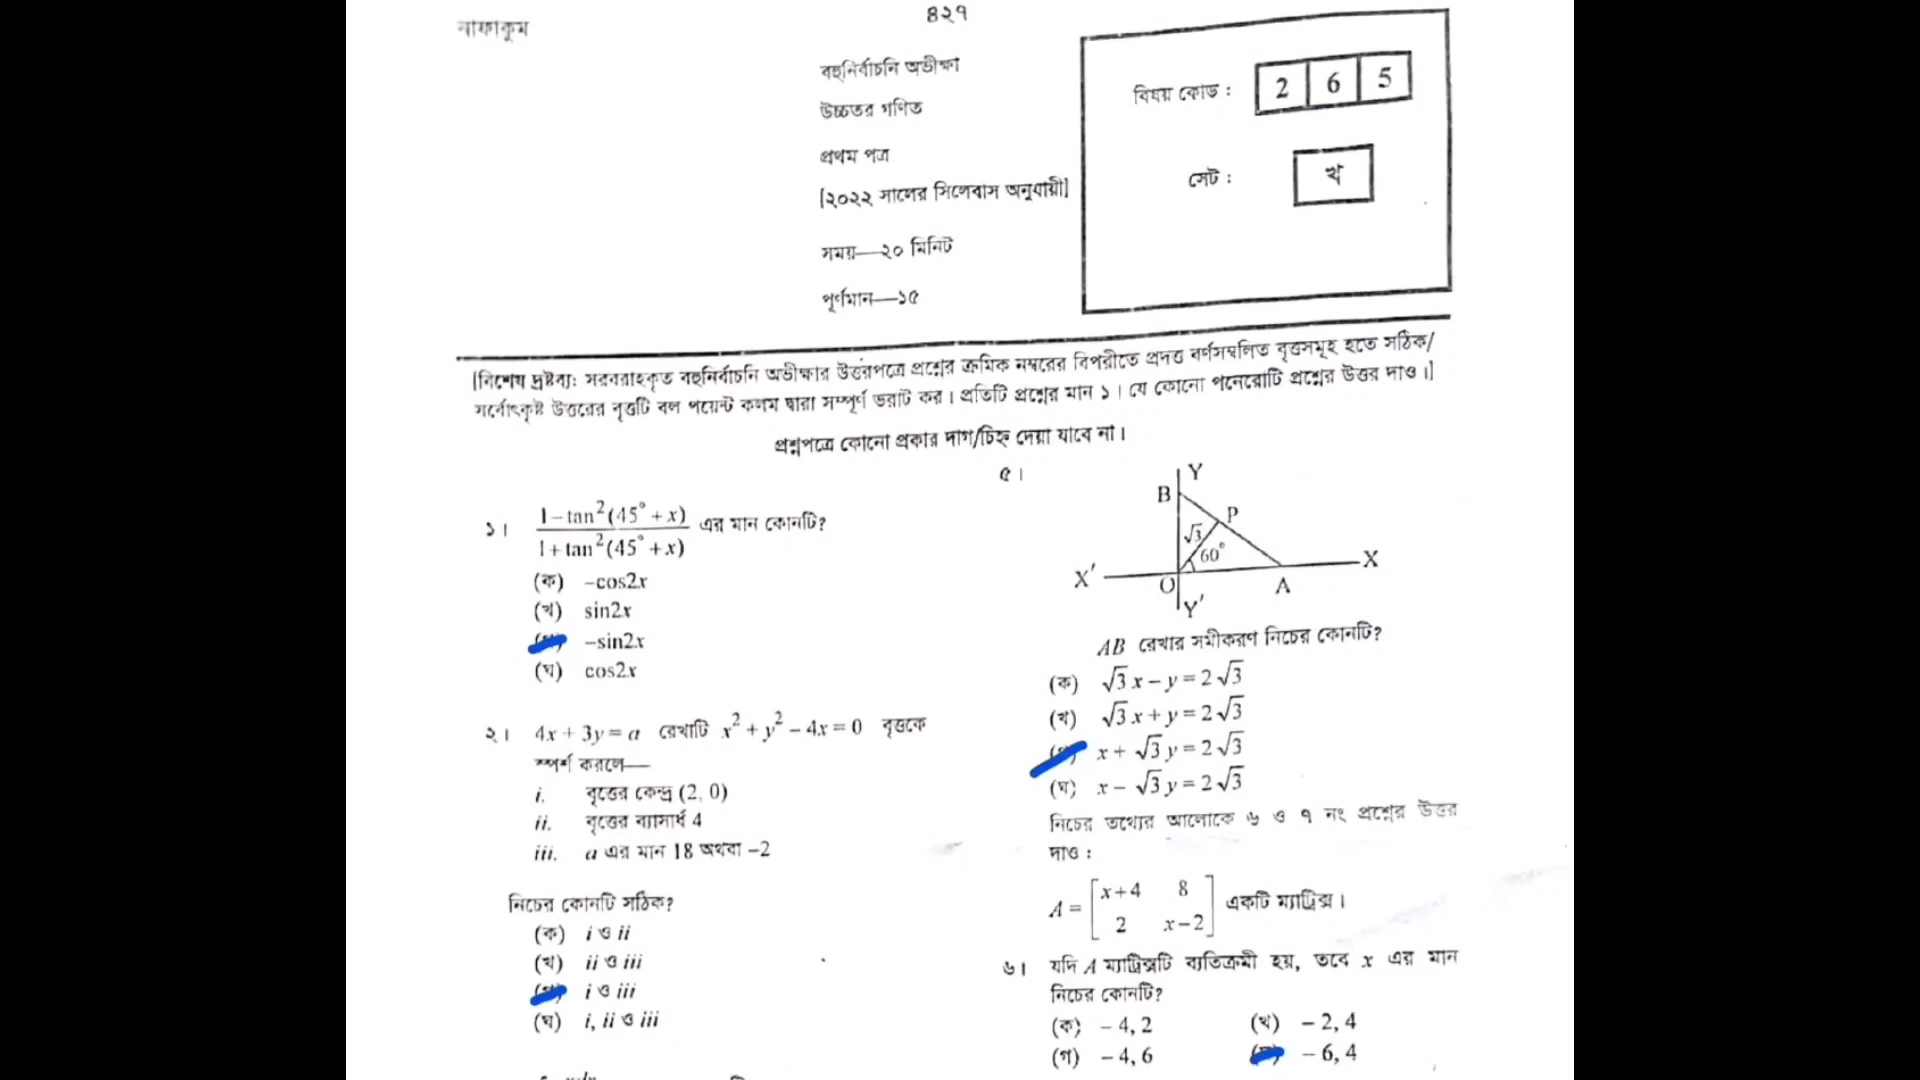 নাফাকুম
৪২৭
বহুনির্বাচনি অভীক্ষা
উচ্চতর গণিত
প্রথম পত্র
[২০২২ সালের সিলেবাস অনুযায়ী]
সময়—২০ মিনিট
পূর্ণমান—১৫
বিষয় কোড : 2 6 5
সেট : খ
[বিশেষ দ্রষ্টব্য: সরবরাহকৃত বহুনির্বাচনি অভীক্ষার উত্তরপত্রে প্রশ্নের ক্রমিক নম্বরের বিপরীতে প্রদত্ত বর্ণসম্বলিত বৃত্তসমূহ হতে সঠিক/
সর্বোৎকৃষ্ট উত্তরের বৃত্তটি বল পয়েন্ট কলম দ্বারা সম্পূর্ণ ভরাট কর। প্রতিটি প্রশ্নের মান ১। যে কোনো পনেরোটি প্রশ্নের উত্তর দাও।]
প্রশ্নপত্রে কোনো প্রকার দাগ/চিহ্ন দেয়া যাবে না।
১। (1−tan²(45°+x))/(1+tan²(45°+x)) এর মান কোনটি?
(ক) −cos2x
(খ) sin2x
−sin2x
(ঘ) cos2x
২। 4x + 3y = a রেখাটি x² + y² − 4x = 0 বৃত্তকে
স্পর্শ করলে—
i. বৃত্তের কেন্দ্র (2, 0)
ii. বৃত্তের ব্যাসার্ধ 4
iii. a এর মান 18 অথবা −2
নিচের কোনটি সঠিক?
(ক) i ও ii
(খ) ii ও iii
i ও iii
(ঘ) i, ii ও iii
৫।
Y
B
P
√3
60°
X′
O
A
X
Y′
AB রেখার সমীকরণ নিচের কোনটি?
(ক) √3x − y = 2√3
(খ) √3x + y = 2√3
x + √3y = 2√3
(ঘ) x − √3y = 2√3
নিচের তথ্যের আলোকে ৬ ও ৭ নং প্রশ্নের উত্তর
দাও :
A = [x+4 8
2 x−2] একটি ম্যাট্রিক্স।
৬। যদি A ম্যাট্রিক্সটি ব্যতিক্রমী হয়, তবে x এর মান
নিচের কোনটি?
(ক) − 4, 2 (খ) − 2, 4
(গ) − 4, 6 − 6, 4